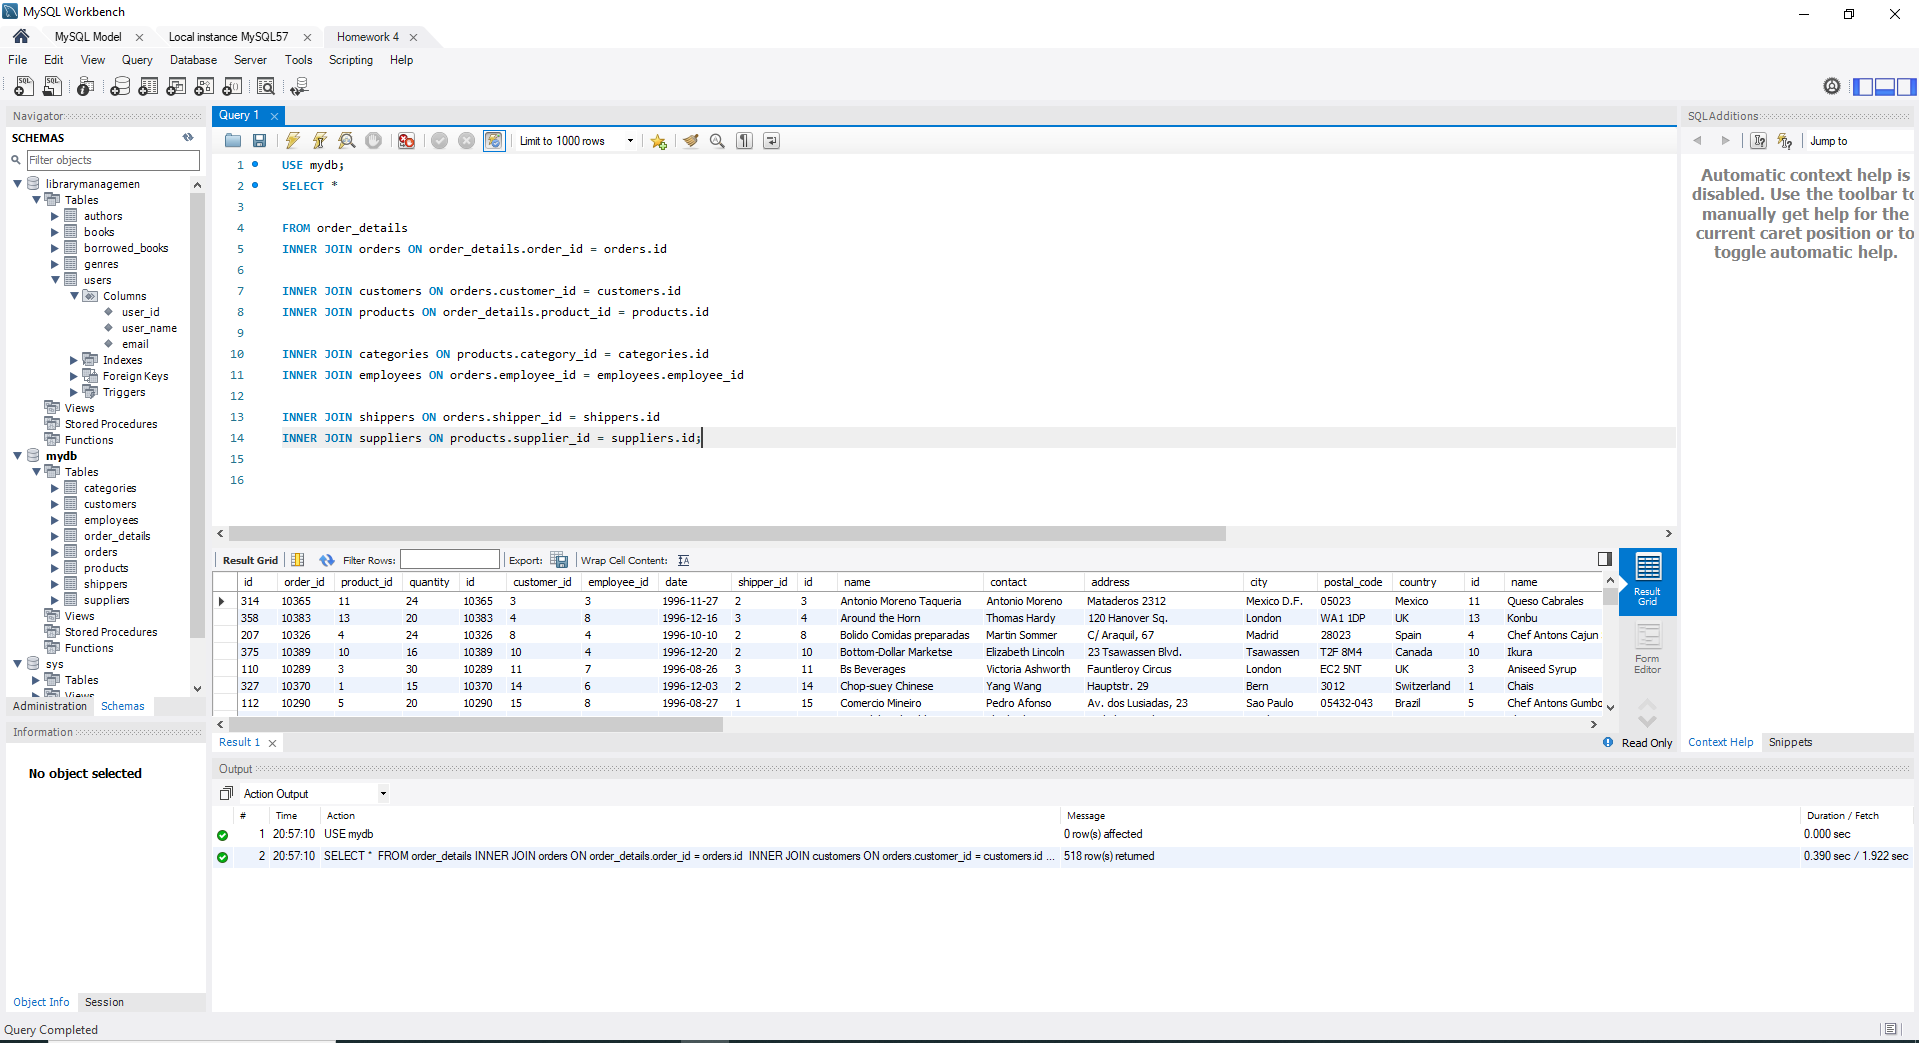 MySQL Workbench
MySQL Model
Local instance MySQL57
Homework 4
File Edit View Query Database Server Tools Scripting Help
Navigator
SCHEMAS
Filter objects
librarymanagemen
Tables
authors
books
borrowed_books
genres
users
Columns
user_id
user_name
email
Indexes
Foreign Keys
Triggers
Views
Stored Procedures
Functions
mydb
Tables
categories
customers
employees
order_details
orders
products
shippers
suppliers
Views
Stored Procedures
Functions
sys
Tables
Views
Administration Schemas
Information
No object selected
Object Info Session
Query Completed
Query 1
Limit to 1000 rows
1 USE mydb;
2 SELECT *
3
4 FROM order_details
5 INNER JOIN orders ON order_details.order_id = orders.id
6
7 INNER JOIN customers ON orders.customer_id = customers.id
8 INNER JOIN products ON order_details.product_id = products.id
9
10 INNER JOIN categories ON products.category_id = categories.id
11 INNER JOIN employees ON orders.employee_id = employees.employee_id
12
13 INNER JOIN shippers ON orders.shipper_id = shippers.id
14 INNER JOIN suppliers ON products.supplier_id = suppliers.id;
15
16
Result Grid Filter Rows: Export: Wrap Cell Content:
id order_id product_id quantity id customer_id employee_id date shipper_id id name contact address city postal_code country id name
314 10365 11 24 10365 3 3 1996-11-27 2 3 Antonio Moreno Taqueria Antonio Moreno Mataderos 2312 Mexico D.F. 05023 Mexico 11 Queso Cabrales
358 10383 13 20 10383 4 8 1996-12-16 3 4 Around the Horn Thomas Hardy 120 Hanover Sq. London WA1 1DP UK 13 Konbu
207 10326 4 24 10326 8 4 1996-10-10 2 8 Bolido Comidas preparadas Martin Sommer C/ Araquil, 67 Madrid 28023 Spain 4 Chef Antons Cajun
375 10389 10 16 10389 10 4 1996-12-20 2 10 Bottom-Dollar Marketse Elizabeth Lincoln 23 Tsawassen Blvd. Tsawassen T2F 8M4 Canada 10 Ikura
110 10289 3 30 10289 11 7 1996-08-26 3 11 Bs Beverages Victoria Ashworth Fauntleroy Circus London EC2 5NT UK 3 Aniseed Syrup
327 10370 1 15 10370 14 6 1996-12-03 2 14 Chop-suey Chinese Yang Wang Hauptstr. 29 Bern 3012 Switzerland 1 Chais
112 10290 5 20 10290 15 8 1996-08-27 1 15 Comercio Mineiro Pedro Afonso Av. dos Lusiadas, 23 Sao Paulo 05432-043 Brazil 5 Chef Antons Gumbo
Result
Grid
Form
Editor
Result 1
Read Only
Output
Action Output
# Time Action Message Duration / Fetch
1 20:57:10 USE mydb 0 row(s) affected 0.000 sec
2 20:57:10 SELECT * FROM order_details INNER JOIN orders ON order_details.order_id = orders.id INNER JOIN customers ON orders.customer_id = customers.id ... 518 row(s) returned 0.390 sec / 1.922 sec
SQLAdditions
Jump to
Automatic context help is
disabled. Use the toolbar to
manually get help for the
current caret position or to
toggle automatic help.
Context Help Snippets